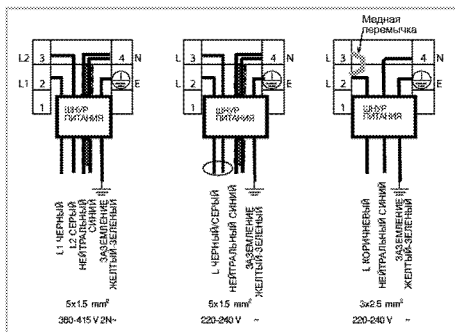 Медная перемычка
L2 3 4 N
L1 2 E
1
ШНУР ПИТАНИЯ
L1 ЧЕРНЫЙ
L2 СЕРЫЙ
НЕЙТРАЛЬНЫЙ СИНИЙ
ЗАЗЕМЛЕНИЕ ЖЕЛТЫЙ-ЗЕЛЕНЫЙ
5x1.5 mm²
380-415 V 2N~
L 3 4 N
L 2 E
1
ШНУР ПИТАНИЯ
L ЧЕРНЫЙ/СЕРЫЙ
НЕЙТРАЛЬНЫЙ СИНИЙ
ЗАЗЕМЛЕНИЕ ЖЕЛТЫЙ-ЗЕЛЕНЫЙ
5x1.5 mm²
220-240 V ~
L 3 4 N
L 2 E
1
ШНУР ПИТАНИЯ
L КОРИЧНЕВЫЙ
НЕЙТРАЛЬНЫЙ СИНИЙ
ЗАЗЕМЛЕНИЕ ЖЕЛТЫЙ-ЗЕЛЕНЫЙ
3x2.5 mm²
220-240 V ~